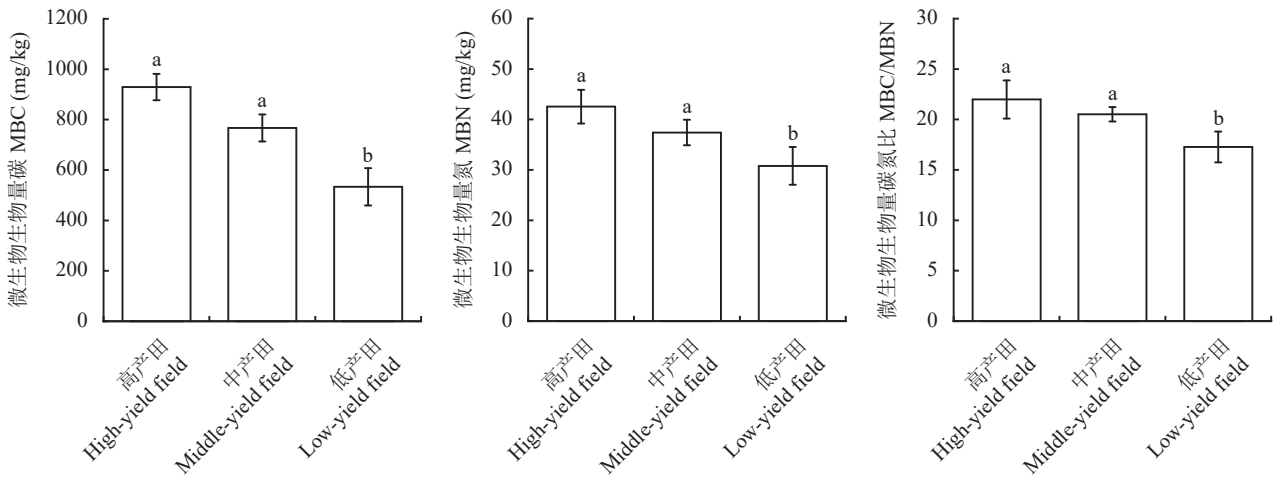 微生物生物量碳 MBC (mg/kg)
1200
1000
800
600
400
200
0
a
a
b
高产田
High-yield field
中产田
Middle-yield field
低产田
Low-yield field
微生物生物量氮 MBN (mg/kg)
60
50
40
30
20
10
0
a
a
b
高产田
High-yield field
中产田
Middle-yield field
低产田
Low-yield field
微生物生物量碳氮比 MBC/MBN
30
25
20
15
10
5
0
a
a
b
高产田
High-yield field
中产田
Middle-yield field
低产田
Low-yield field